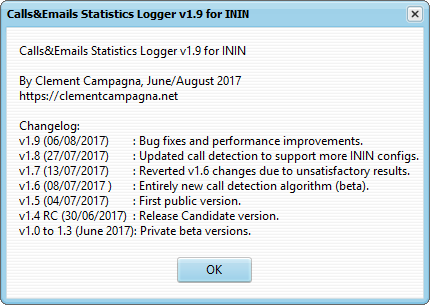 Calls&Emails Statistics Logger v1.9 for ININ
Calls&Emails Statistics Logger v1.9 for ININ
By Clement Campagna, June/August 2017
https://clementcampagna.net
Changelog:
v1.9 (06/08/2017) : Bug fixes and performance improvements.
v1.8 (27/07/2017) : Updated call detection to support more ININ configs.
v1.7 (13/07/2017) : Reverted v1.6 changes due to unsatisfactory results.
v1.6 (08/07/2017 ) : Entirely new call detection algorithm (beta).
v1.5 (04/07/2017) : First public version.
v1.4 RC (30/06/2017) : Release Candidate version.
v1.0 to 1.3 (June 2017): Private beta versions.
OK